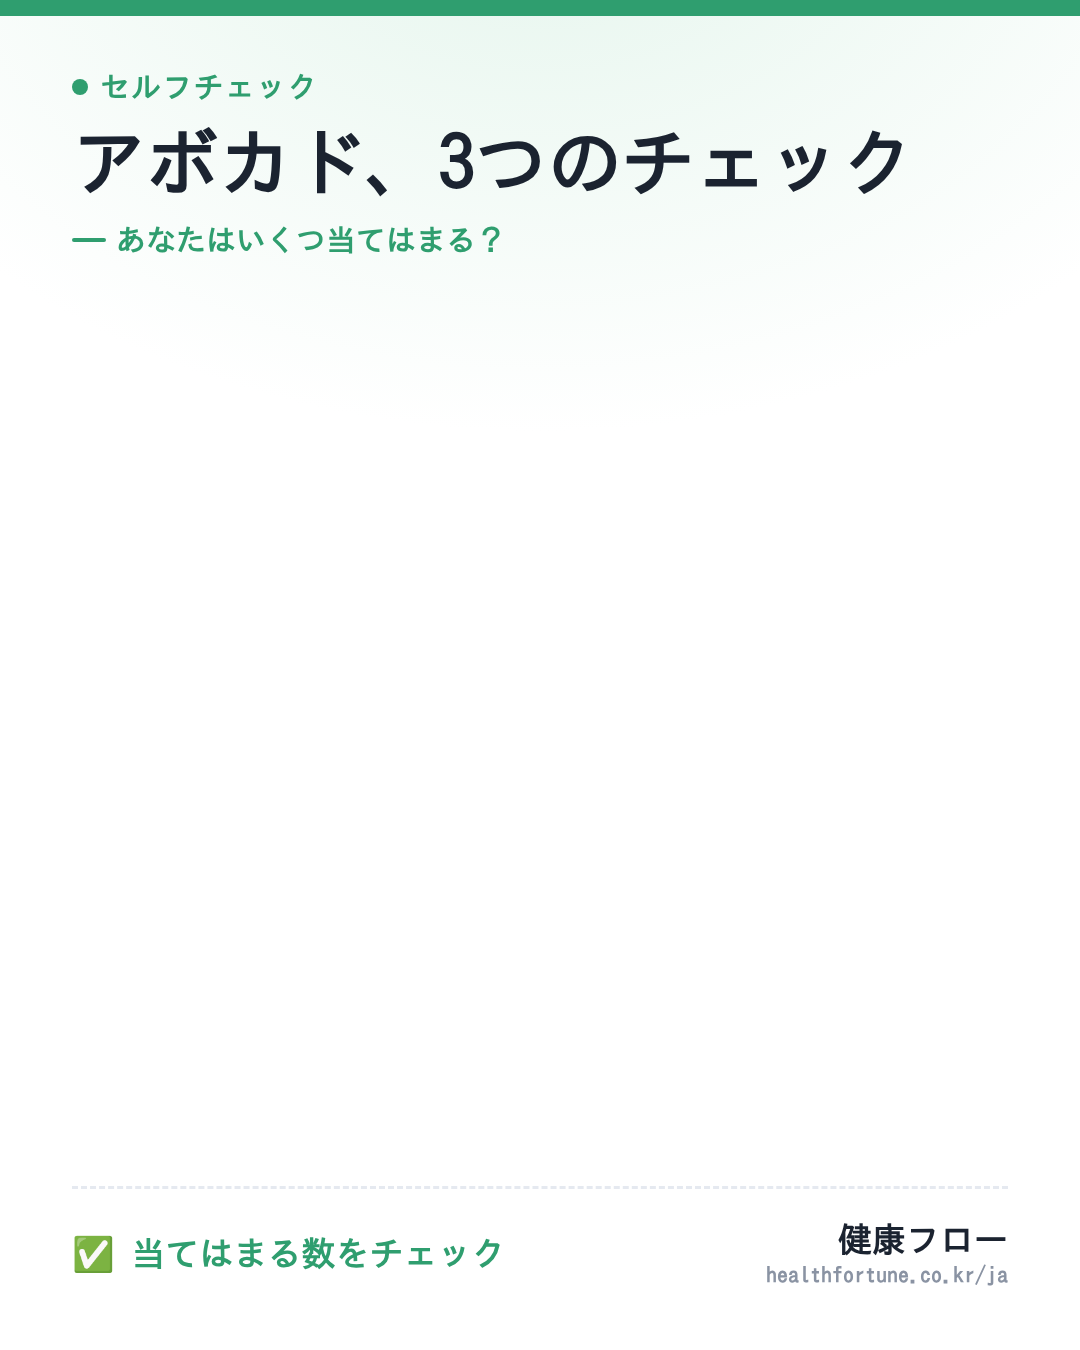 セルフチェック
アボカド、3つのチェック
— あなたはいくつ当てはまる？
✅ 当てはまる数をチェック
健康フロー
healthfortune.co.kr/ja